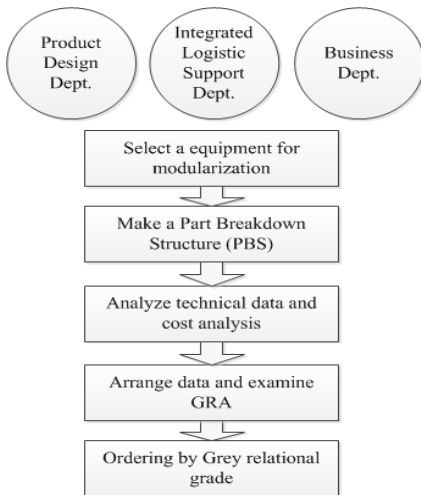 Product
Design
Dept.
Integrated
Logistic
Support
Dept.
Business
Dept.
Select a equipment for
modularization
Make a Part Breakdown
Structure (PBS)
Analyze technical data and
cost analysis
Arrange data and examine
GRA
Ordering by Grey relational
grade